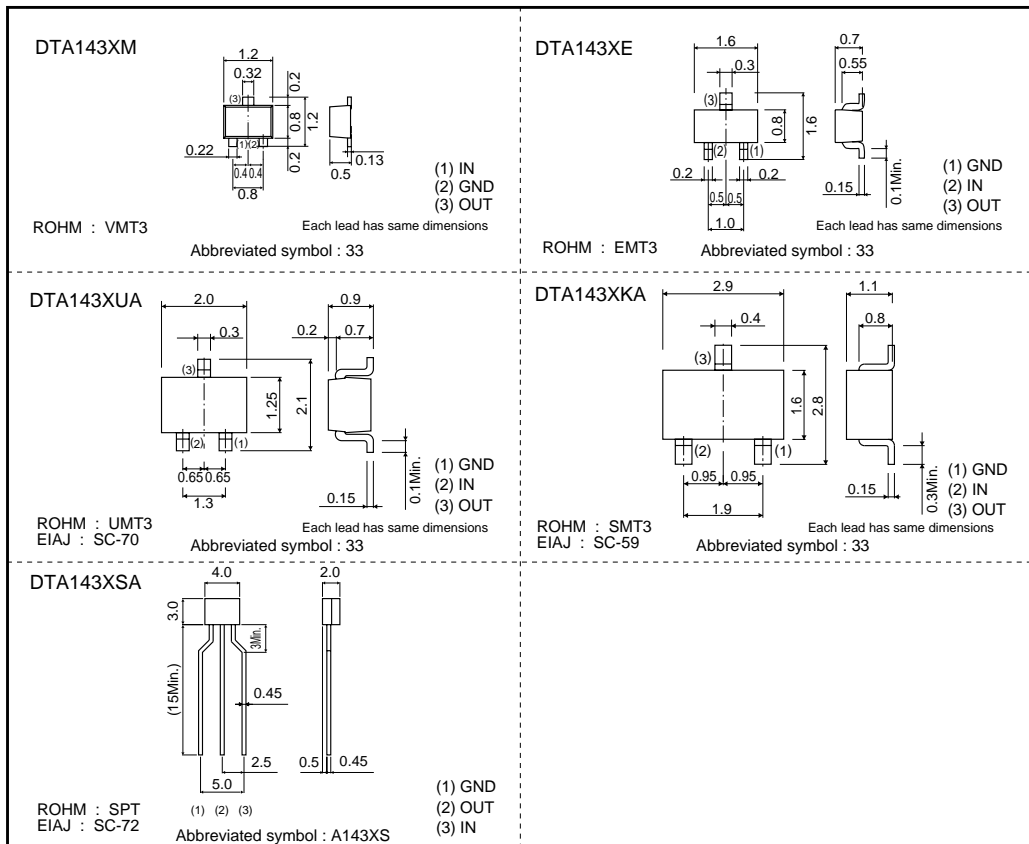 DTA143XM
1.2
0.32
0.2
(3)
0.8
1.2
(1)
(2)
0.22
0.2
0.4
0.4
0.8
0.5
0.13
(1) IN
(2) GND
(3) OUT
ROHM : VMT3
Each lead has same dimensions
Abbreviated symbol : 33
DTA143XE
1.6
0.3
0.7
0.55
(3)
0.8
1.6
(2)
(1)
0.2
0.2
0.5
0.5
1.0
0.15
0.1Min.
(1) GND
(2) IN
(3) OUT
Each lead has same dimensions
ROHM : EMT3
Abbreviated symbol : 33
DTA143XUA
2.0
0.3
0.9
0.2
0.7
(3)
1.25
2.1
(2)
(1)
0.65
0.65
1.3
0.15
0.1Min.
(1) GND
(2) IN
(3) OUT
ROHM : UMT3
EIAJ : SC-70
Each lead has same dimensions
Abbreviated symbol : 33
DTA143XKA
2.9
0.4
1.1
0.8
(3)
1.6
2.8
(2)
(1)
0.95
0.95
1.9
0.15
0.3Min.
(1) GND
(2) IN
(3) OUT
ROHM : SMT3
EIAJ : SC-59
Each lead has same dimensions
Abbreviated symbol : 33
DTA143XSA
4.0
2.0
3.0
3Min.
(15Min.)
0.45
2.5
5.0
0.5
0.45
(1) (2) (3)
(1) GND
(2) OUT
(3) IN
ROHM : SPT
EIAJ : SC-72
Abbreviated symbol : A143XS